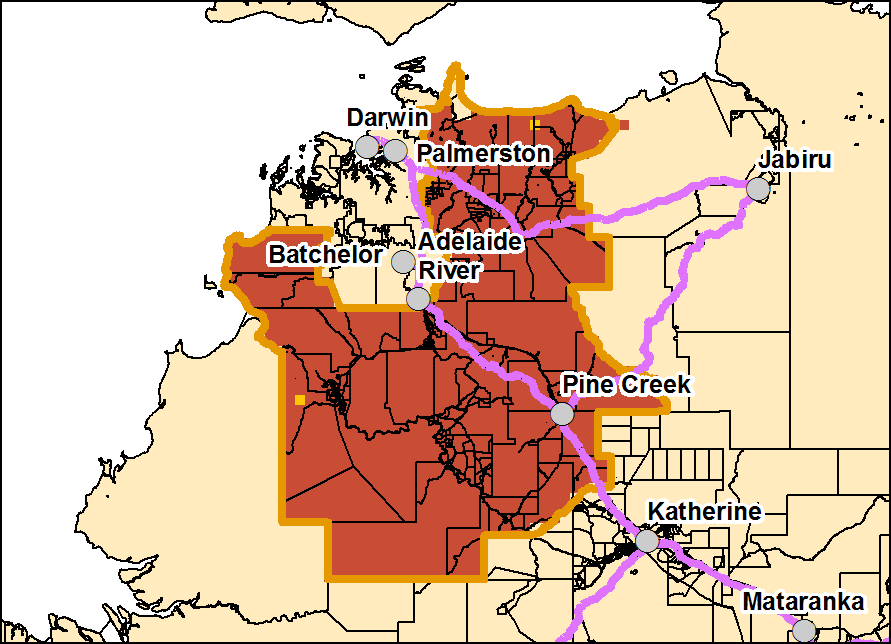 Darwin
Palmerston
Jabiru
Batchelor
Adelaide
River
Pine Creek
Katherine
Mataranka